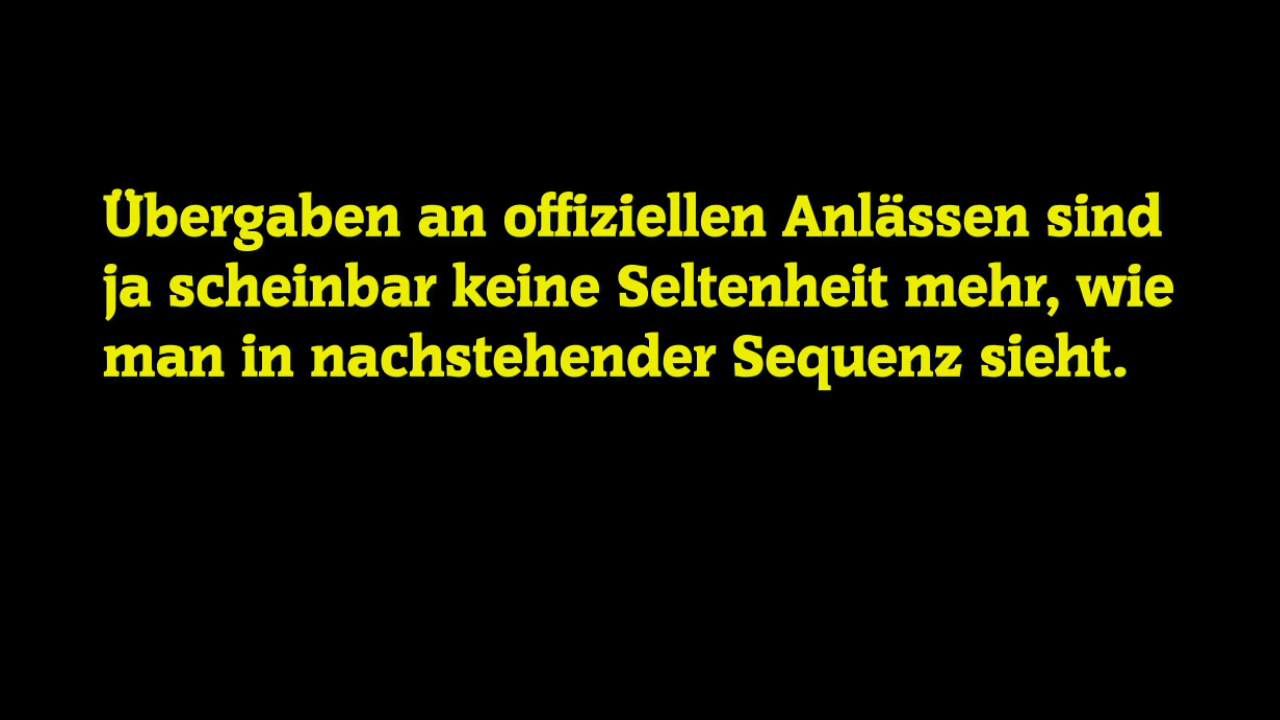 Übergaben an offiziellen Anlässen sind
ja scheinbar keine Seltenheit mehr, wie
man in nachstehender Sequenz sieht.